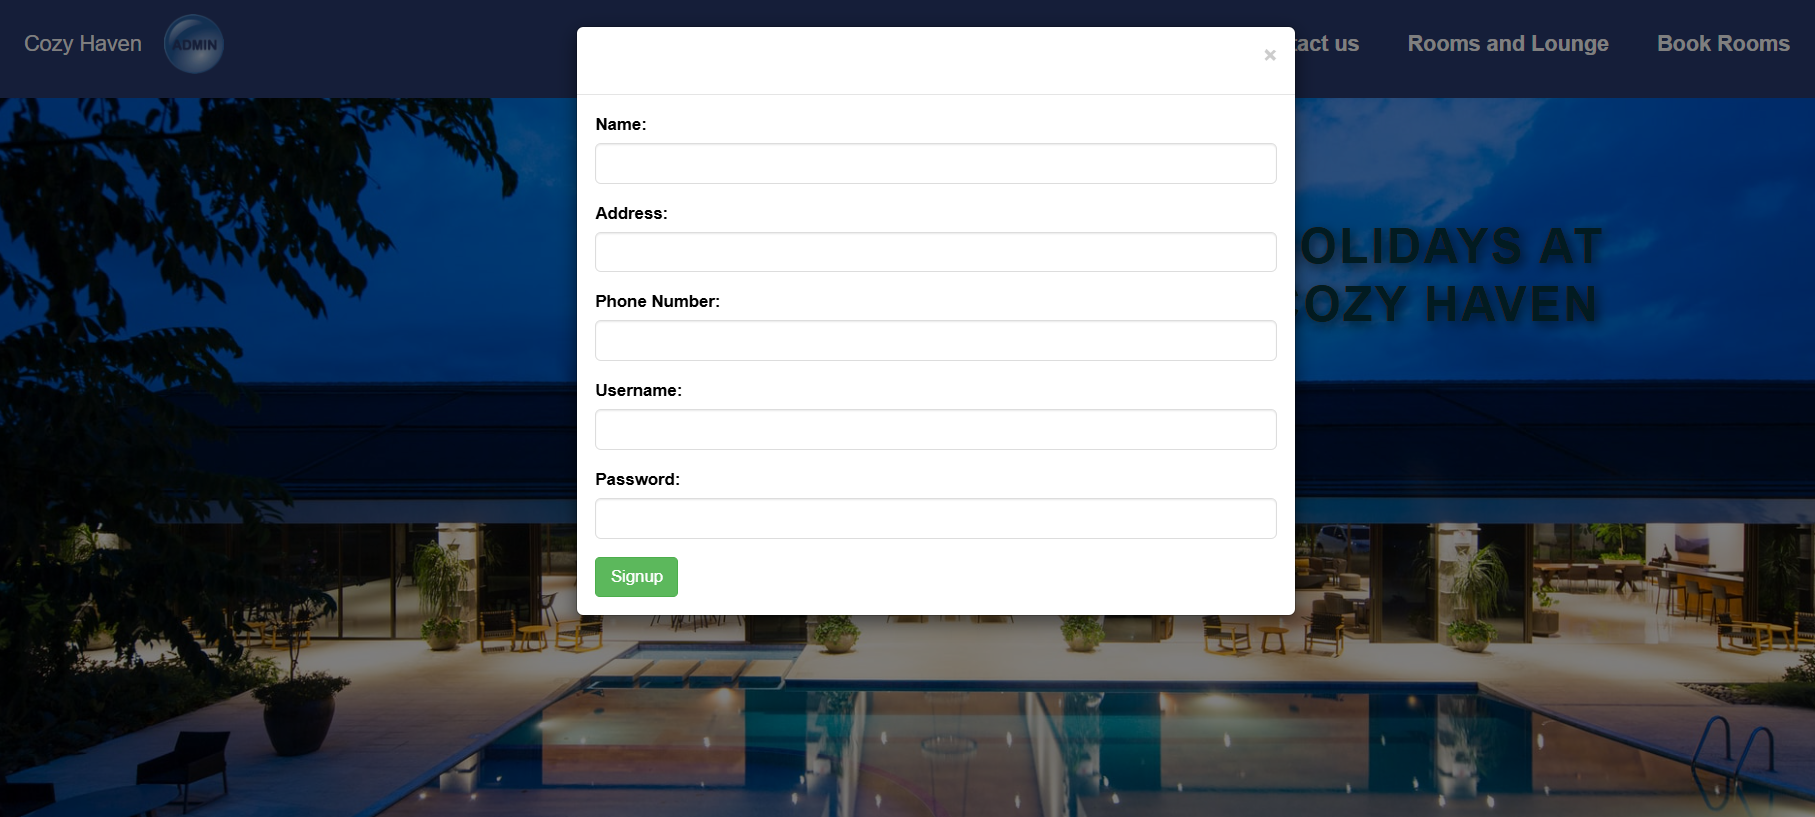 Cozy Haven
ADMIN
tact us
Rooms and Lounge
Book Rooms
×
Name:
Address:
Phone Number:
Username:
Password:
Signup
OLIDAYS AT
OZY HAVEN